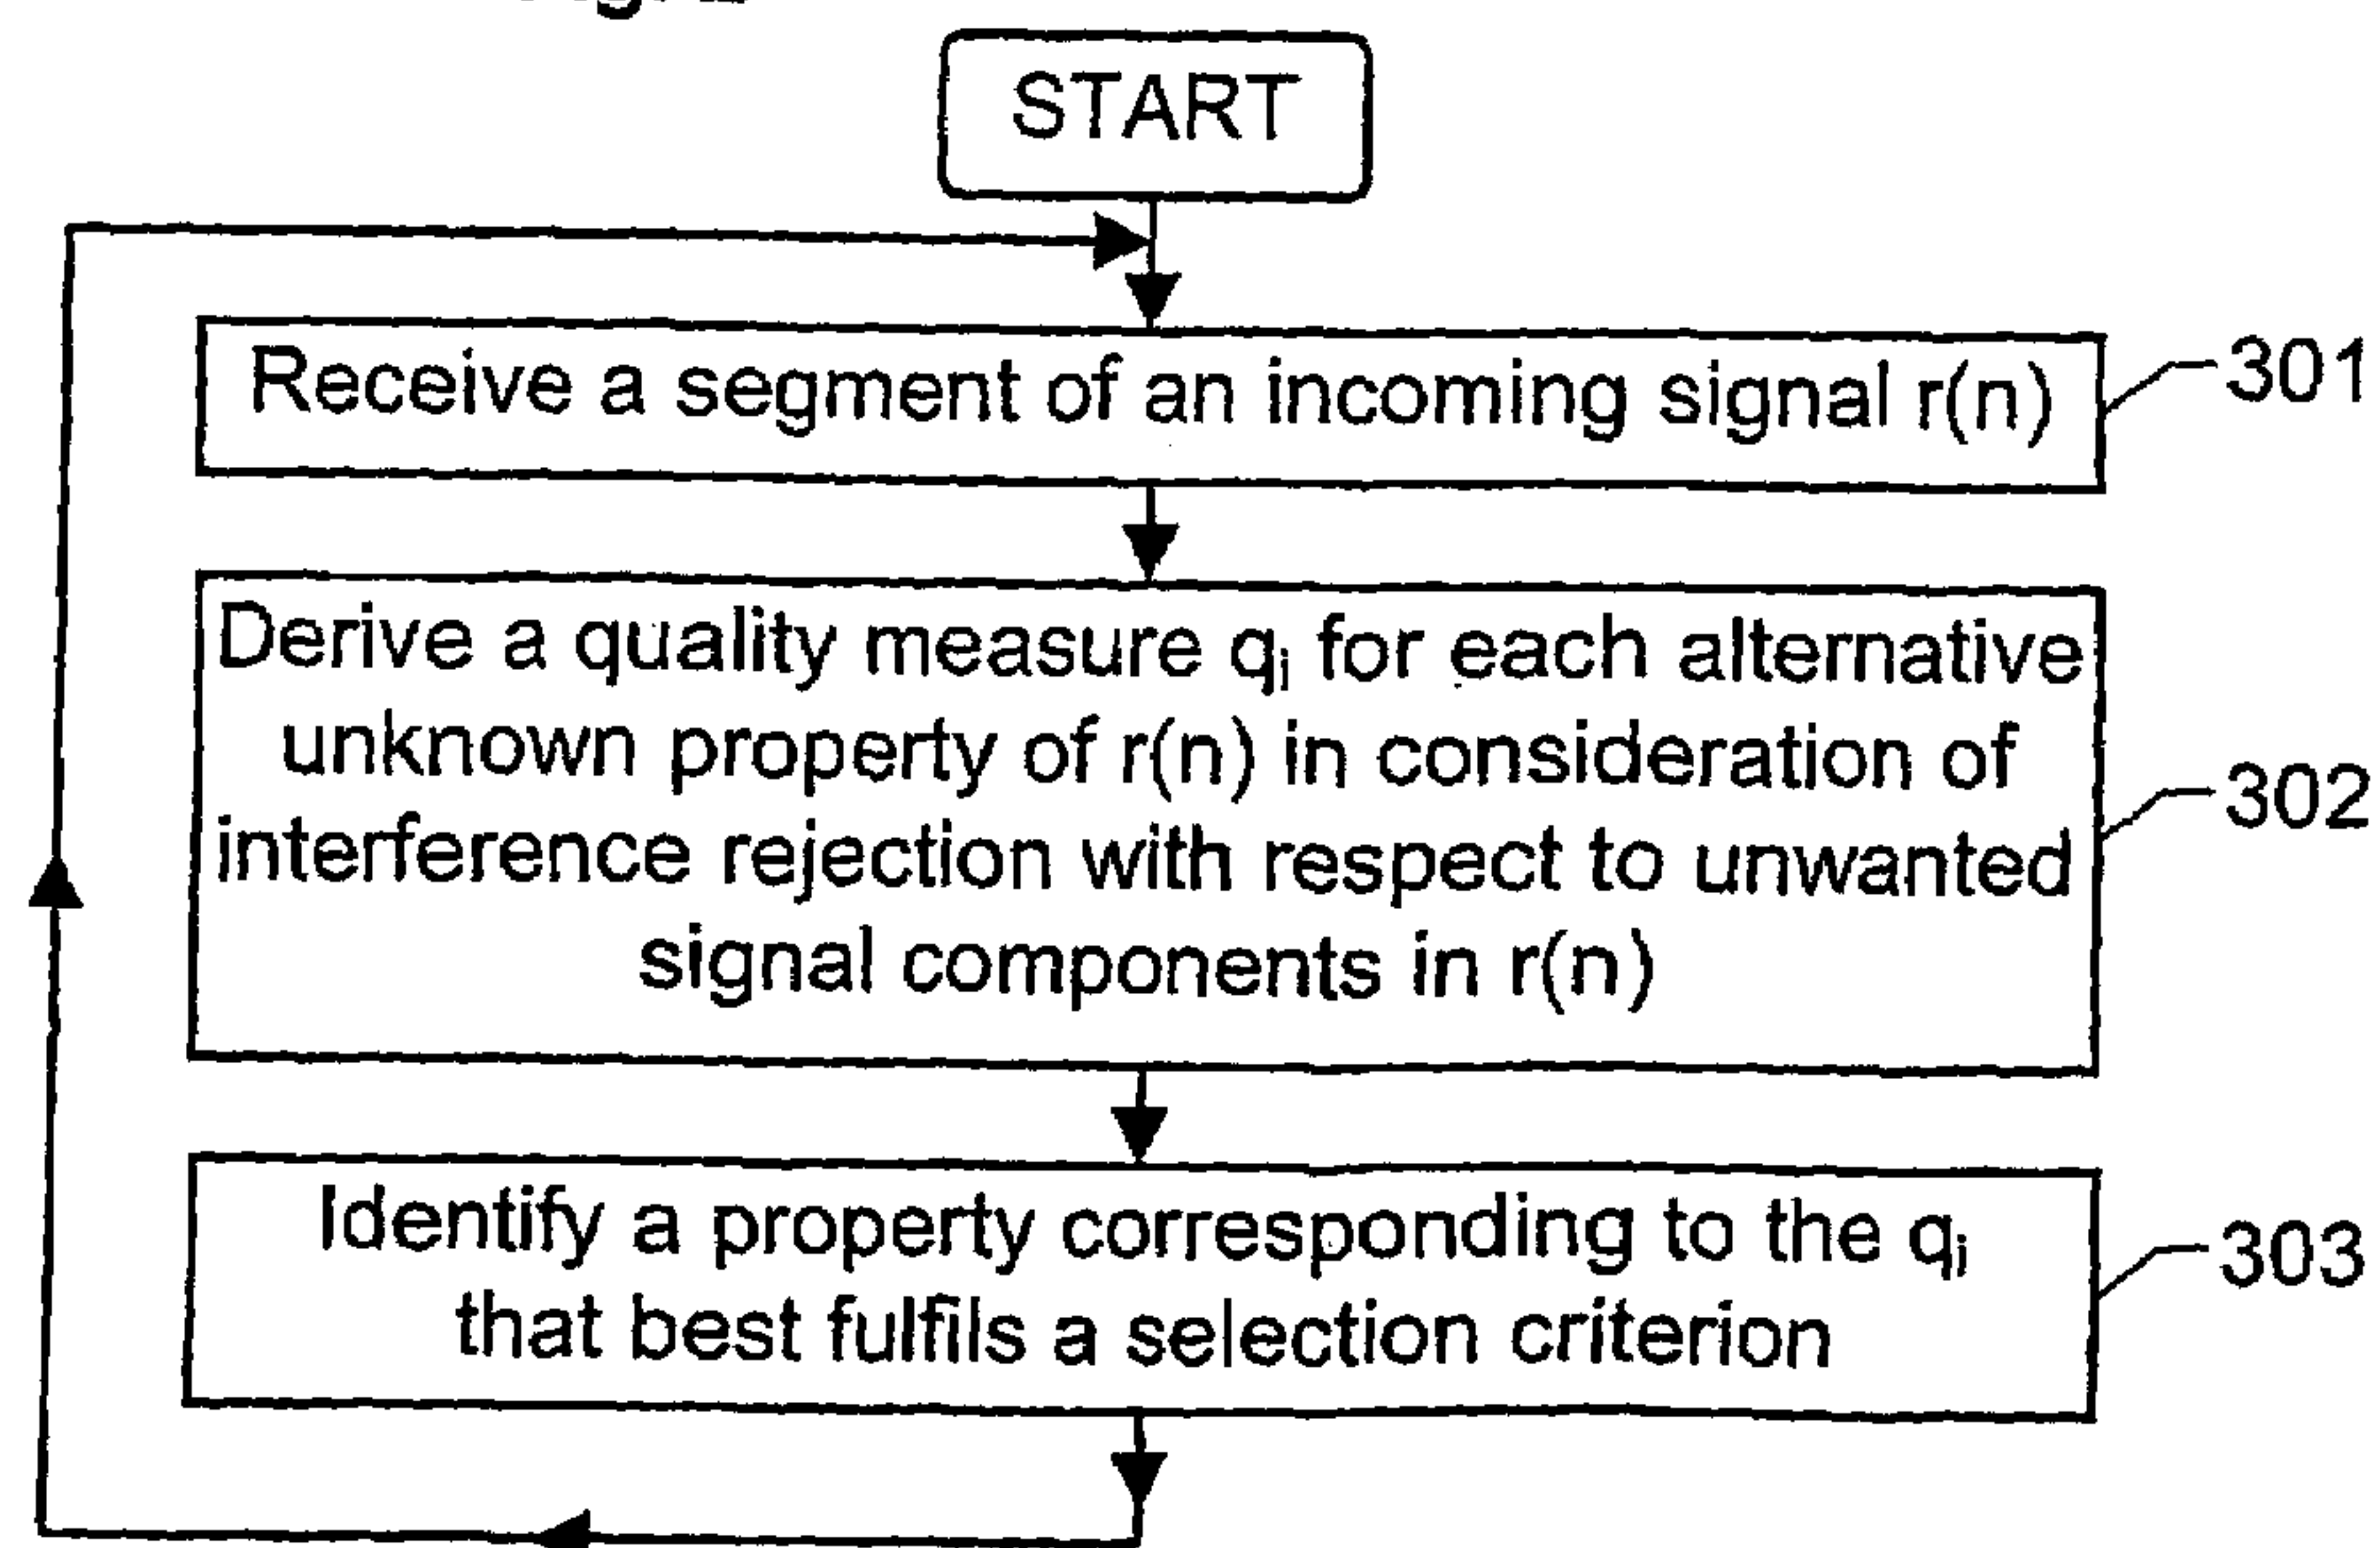 START
Receive a segment of an incoming signal r(n)
301
Derive a quality measure qᵢ for each alternative
unknown property of r(n) in consideration of
interference rejection with respect to unwanted
signal components in r(n)
302
Identify a property corresponding to the qᵢ
that best fulfils a selection criterion
303